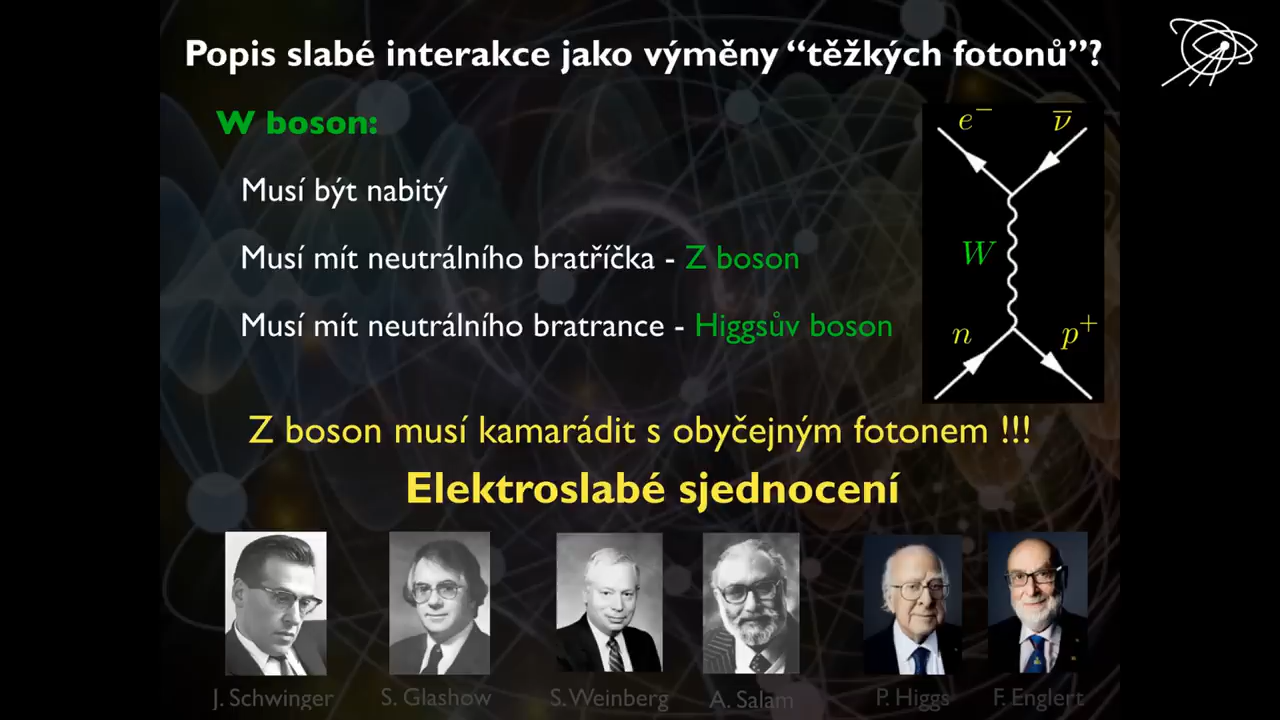 Popis slabé interakce jako výměny “těžkých fotonů”?
W boson:
Musí být nabitý
Musí mít neutrálního bratříčka - Z boson
Musí mít neutrálního bratrance - Higgsův boson
e⁻ ν̅
W
n p⁺
Z boson musí kamarádit s obyčejným fotonem !!!
Elektroslabé sjednocení
J. Schwinger S. Glashow S. Weinberg A. Salam P. Higgs F. Englert